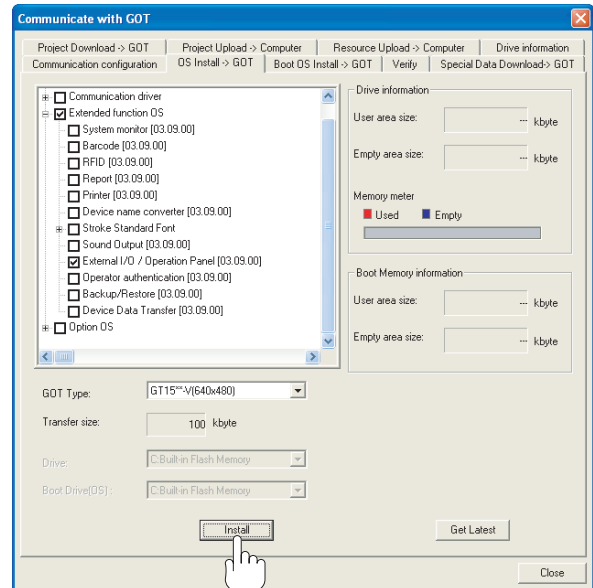 Communicate with GOT
Project Download -> GOT Project Upload -> Computer Resource Upload -> Computer Drive information
Communication configuration OS Install -> GOT Boot OS Install -> GOT Verify Special Data Download-> GOT
Communication driver
Extended function OS
System monitor [03.09.00]
Barcode [03.09.00]
RFID [03.09.00]
Report [03.09.00]
Printer [03.09.00]
Device name converter [03.09.00]
Stroke Standard Font
Sound Output [03.09.00]
External I/O / Operation Panel [03.09.00]
Operator authentication [03.09.00]
Backup/Restore [03.09.00]
Device Data Transfer [03.09.00]
Option OS
Drive information
User area size: --- kbyte
Empty area size: --- kbyte
Memory meter
Used Empty
Boot Memory information
User area size: --- kbyte
Empty area size: --- kbyte
GOT Type: GT15**-V(640x480)
Transfer size: 100 kbyte
Drive: C:Built-in Flash Memory
Boot Drive(OS) : C:Built-in Flash Memory
Install Get Latest
Close